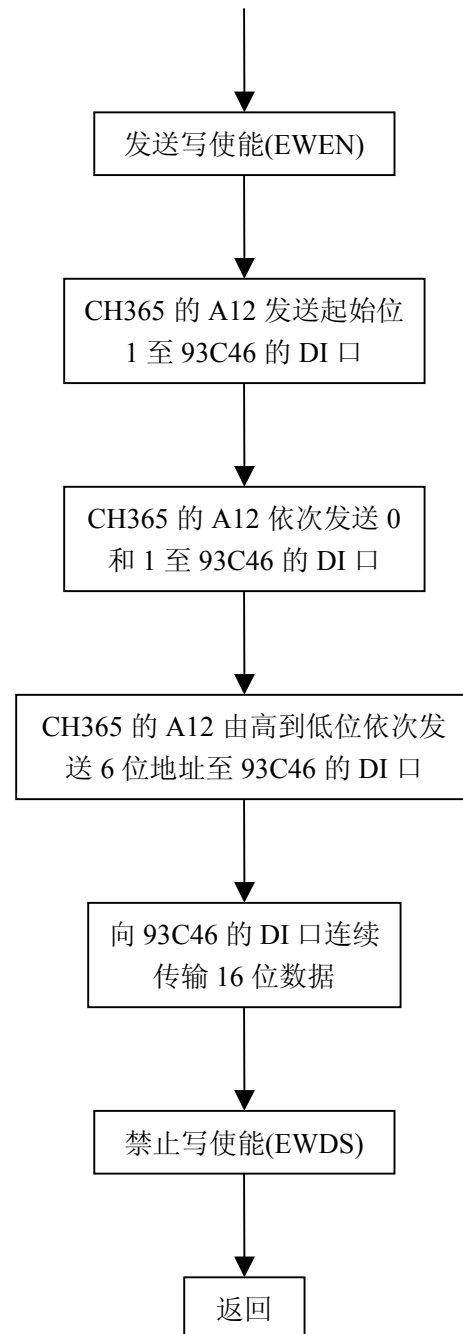 发送写使能(EWEN)
CH365 的 A12 发送起始位
1 至 93C46 的 DI 口
CH365 的 A12 依次发送 0
和 1 至 93C46 的 DI 口
CH365 的 A12 由高到低位依次发
送 6 位地址至 93C46 的 DI 口
向 93C46 的 DI 口连续
传输 16 位数据
禁止写使能(EWDS)
返回